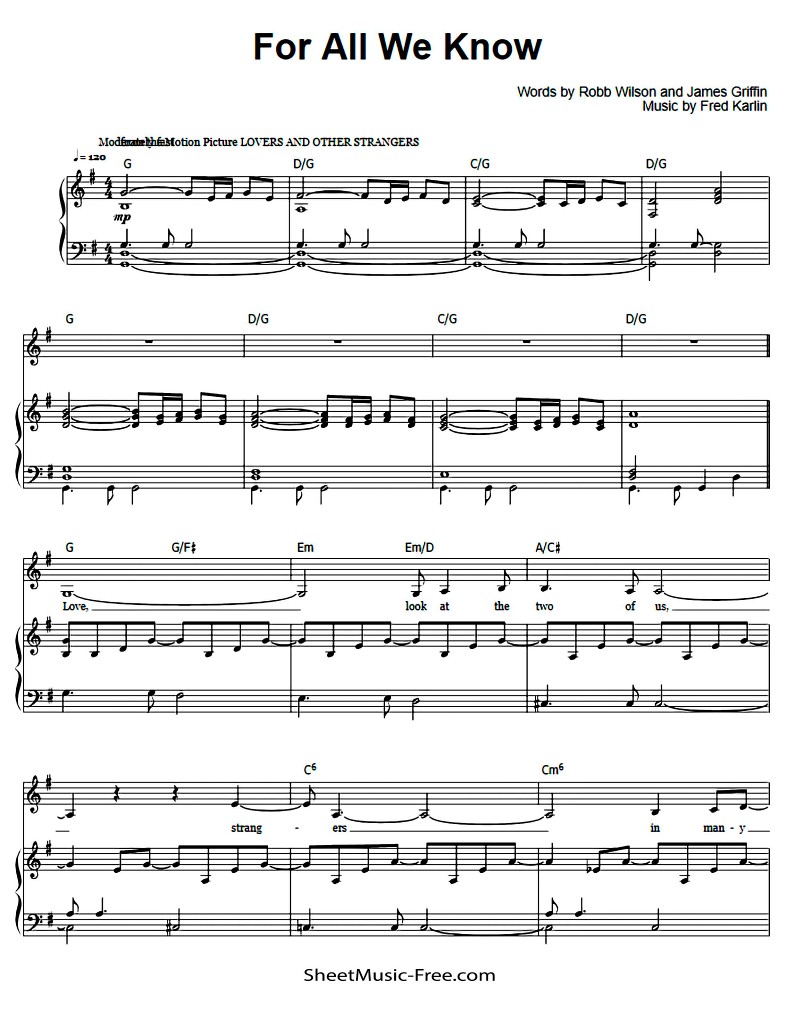 For All We Know
Words by Robb Wilson and James Griffin
Music by Fred Karlin
Moderately fast
from the Motion Picture LOVERS AND OTHER STRANGERS
♩ = 120
G D/G C/G D/G
mp
G D/G C/G D/G
G G/F♯ Em Em/D A/C♯
Love, look at the two of us,
C6 Cm6
strang - ers in man - y
SheetMusic-Free.com